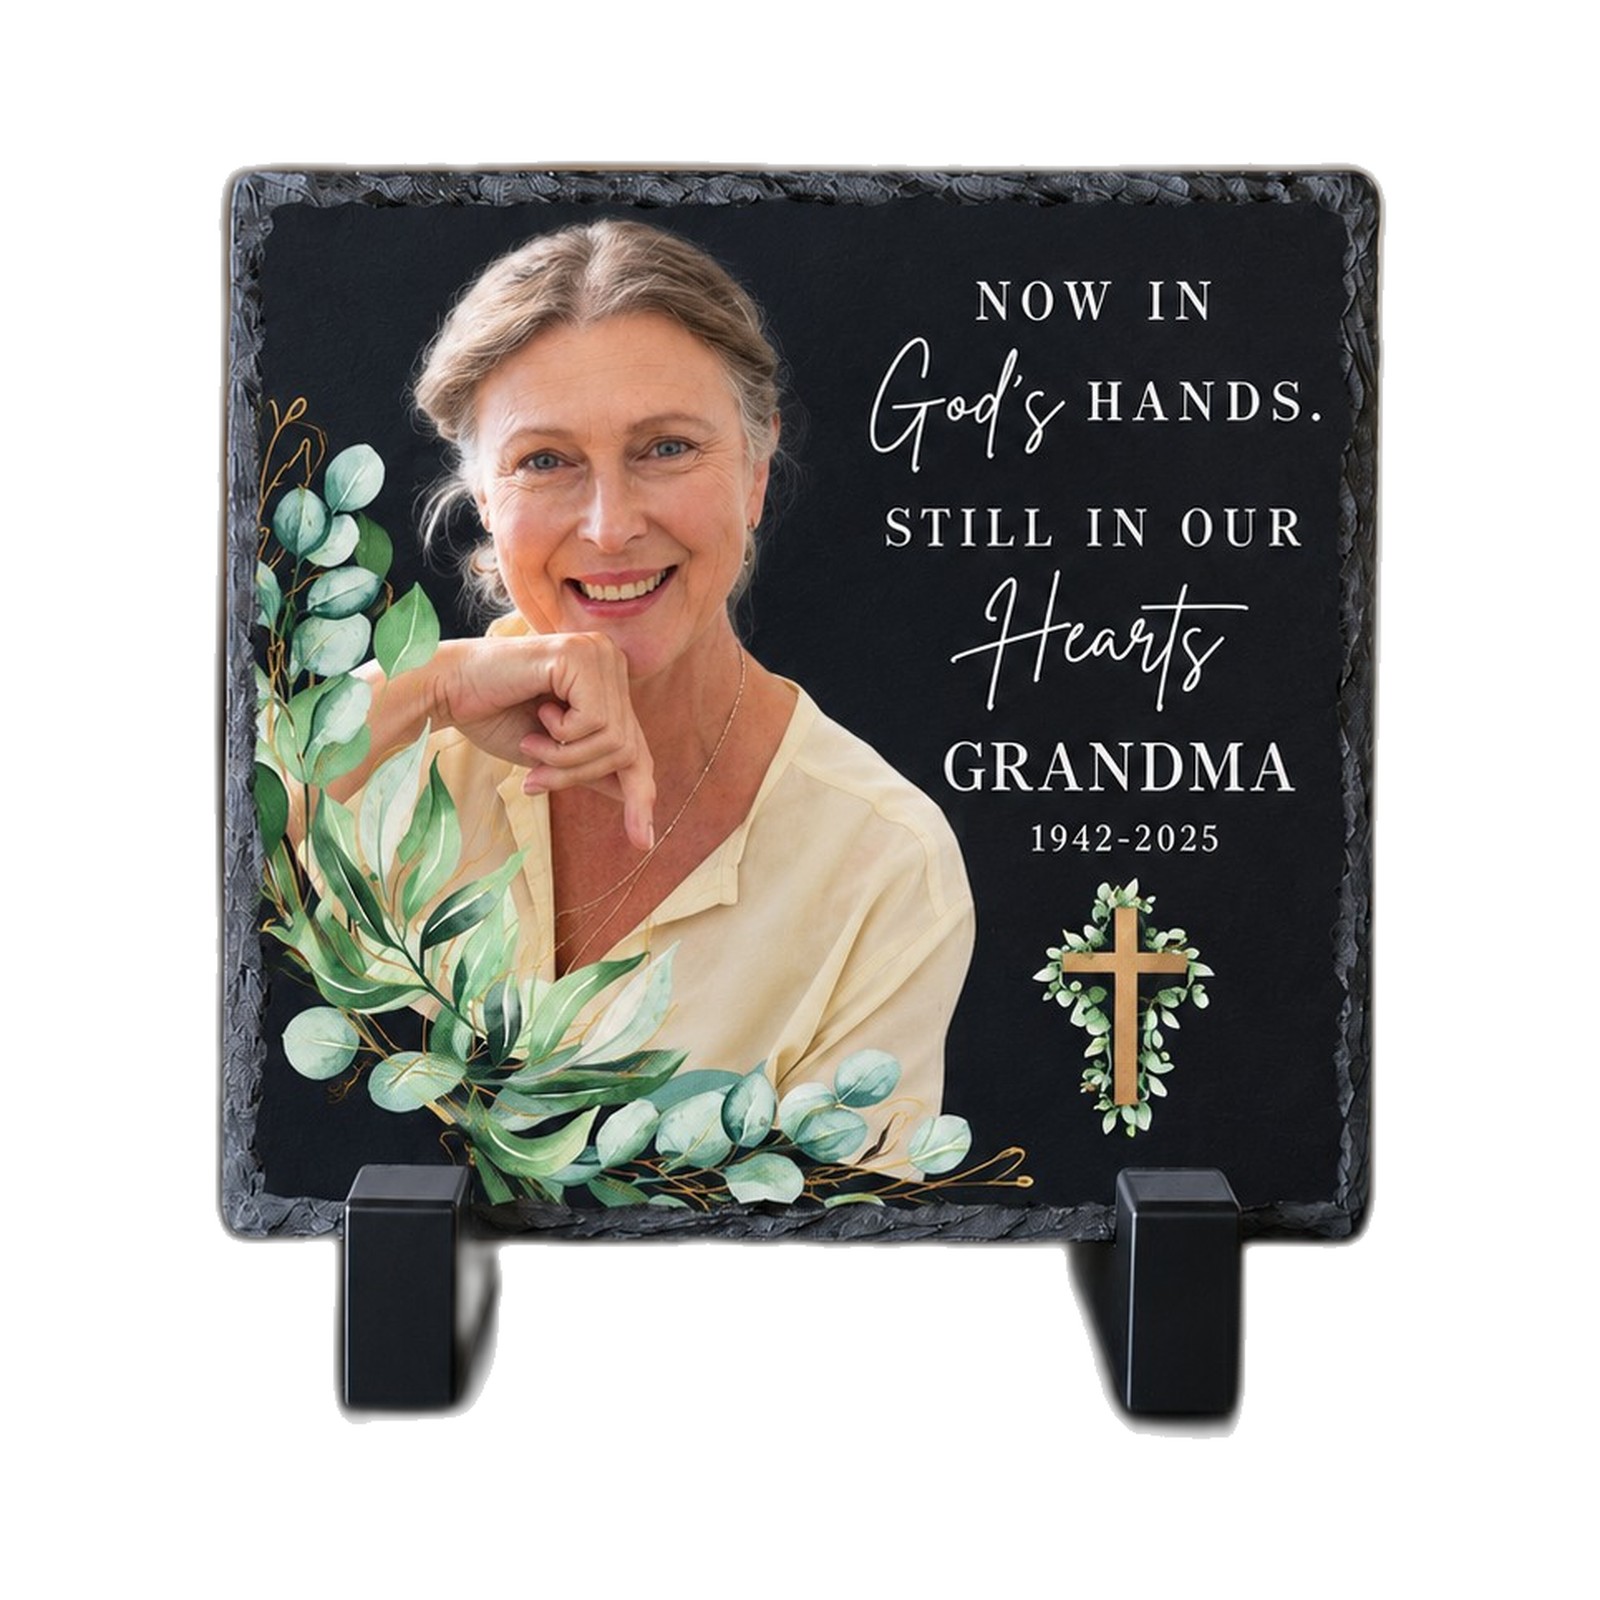 NOW IN
God's HANDS.
STILL IN OUR
Hearts
GRANDMA
1942-2025